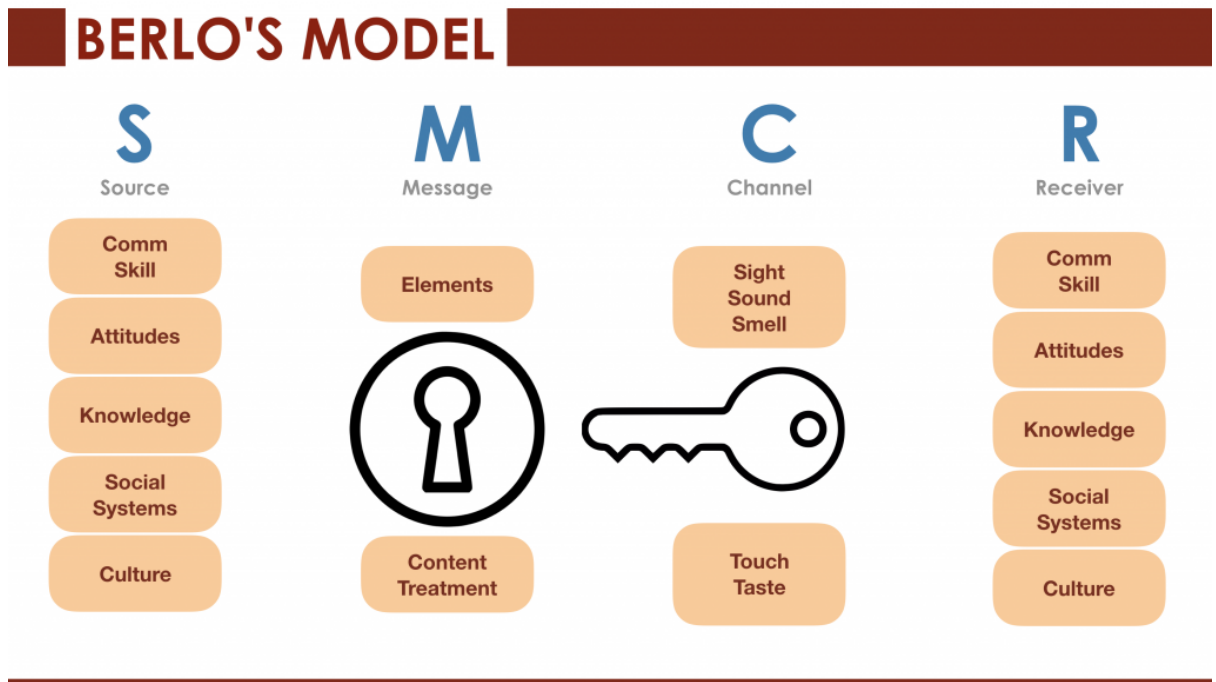 BERLO'S MODEL
S
Source
Comm
Skill
Attitudes
Knowledge
Social
Systems
Culture
M
Message
Elements
Content
Treatment
C
Channel
Sight
Sound
Smell
Touch
Taste
R
Receiver
Comm
Skill
Attitudes
Knowledge
Social
Systems
Culture